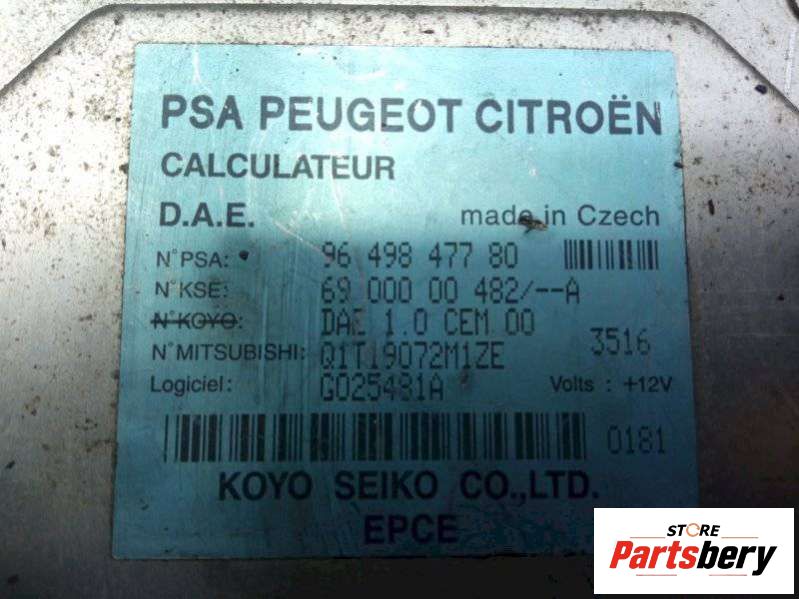 PSA PEUGEOT CITROËN
CALCULATEUR
D.A.E. made in Czech
N°PSA: 96 498 477 80
N°KSE: 69 000 00 482/--A
N°KOYO: DAE 1.0 CEM 00
N°MITSUBISHI: Q1T19072M1ZE 3516
Logiciel: G025481A Volts : +12V
0181
KOYO SEIKO CO.,LTD.
EPCE
STORE
Partsbery